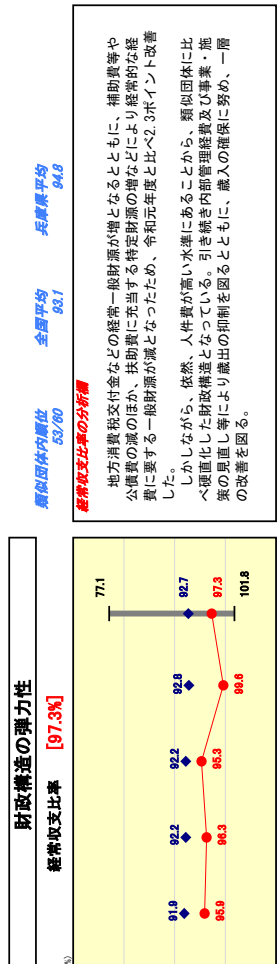 財政構造の弾力性
経常収支比率 [97.3%]
%)
77.1
91.9 92.2 92.2 92.8 92.7
95.9 96.3 95.3 99.6 97.3
101.8
類似団体内順位 全国平均 兵庫県平均
53/60 93.1 94.8
経常収支比率の分析欄
地方消費税交付金などの経常一般財源が増となるとともに、補助費等や
公債費の減のほか、扶助費に充当する特定財源の増などにより経常的な経
費に要する一般財源が減となったため、令和元年度と比べ2.3ポイント改善
した。
しかしながら、依然、人件費が高い水準にあることから、類似団体に比
べ硬直化した財政構造となっている。引き続き内部管理経費及び事業・施
策の見直し等により歳出の抑制を図るとともに、歳入の確保に努め、一層
の改善を図る。